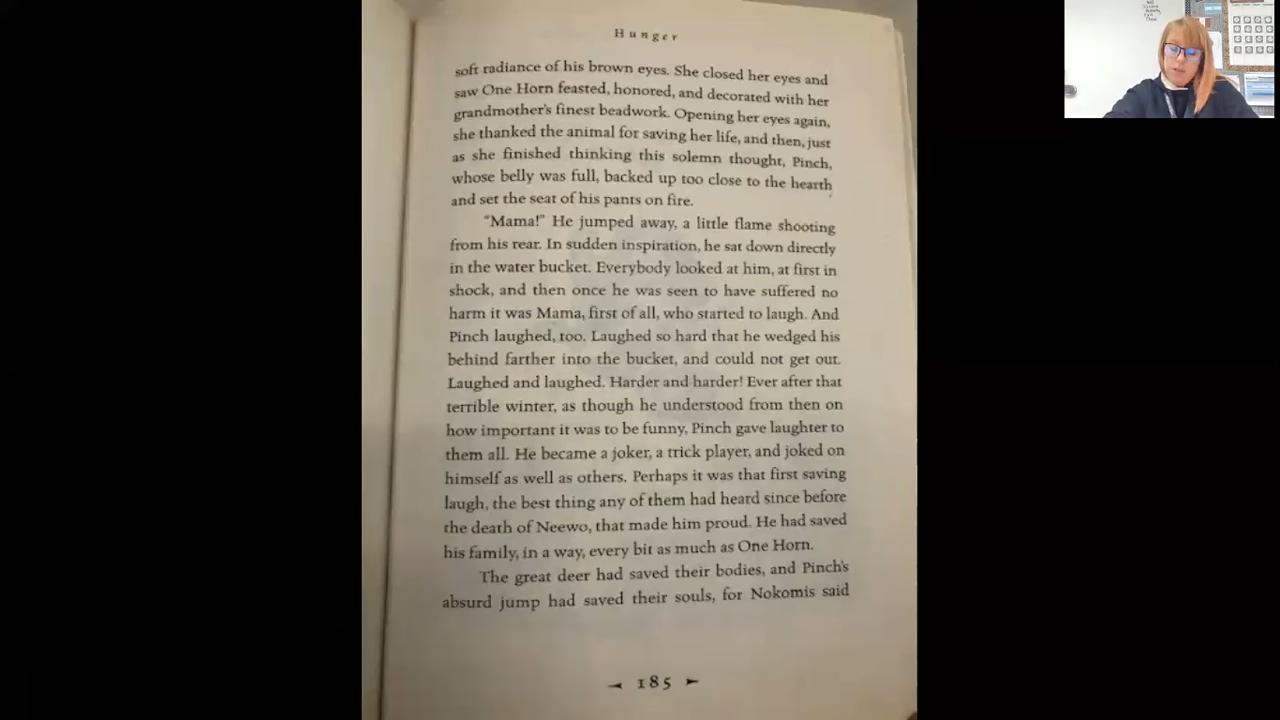 Hunger
soft radiance of his brown eyes. She closed her eyes and
saw One Horn feasted, honored, and decorated with her
grandmother's finest beadwork. Opening her eyes again,
she thanked the animal for saving her life, and then, just
as she finished thinking this solemn thought, Pinch,
whose belly was full, backed up too close to the hearth
and set the seat of his pants on fire.
"Mama!" He jumped away, a little flame shooting
from his rear. In sudden inspiration, he sat down directly
in the water bucket. Everybody looked at him, at first in
shock, and then once he was seen to have suffered no
harm it was Mama, first of all, who started to laugh. And
Pinch laughed, too. Laughed so hard that he wedged his
behind farther into the bucket, and could not get out.
Laughed and laughed. Harder and harder! Ever after that
terrible winter, as though he understood from then on
how important it was to be funny, Pinch gave laughter to
them all. He became a joker, a trick player, and joked on
himself as well as others. Perhaps it was that first saving
laugh, the best thing any of them had heard since before
the death of Neewo, that made him proud. He had saved
his family, in a way, every bit as much as One Horn.
The great deer had saved their bodies, and Pinch's
absurd jump had saved their souls, for Nokomis said
185